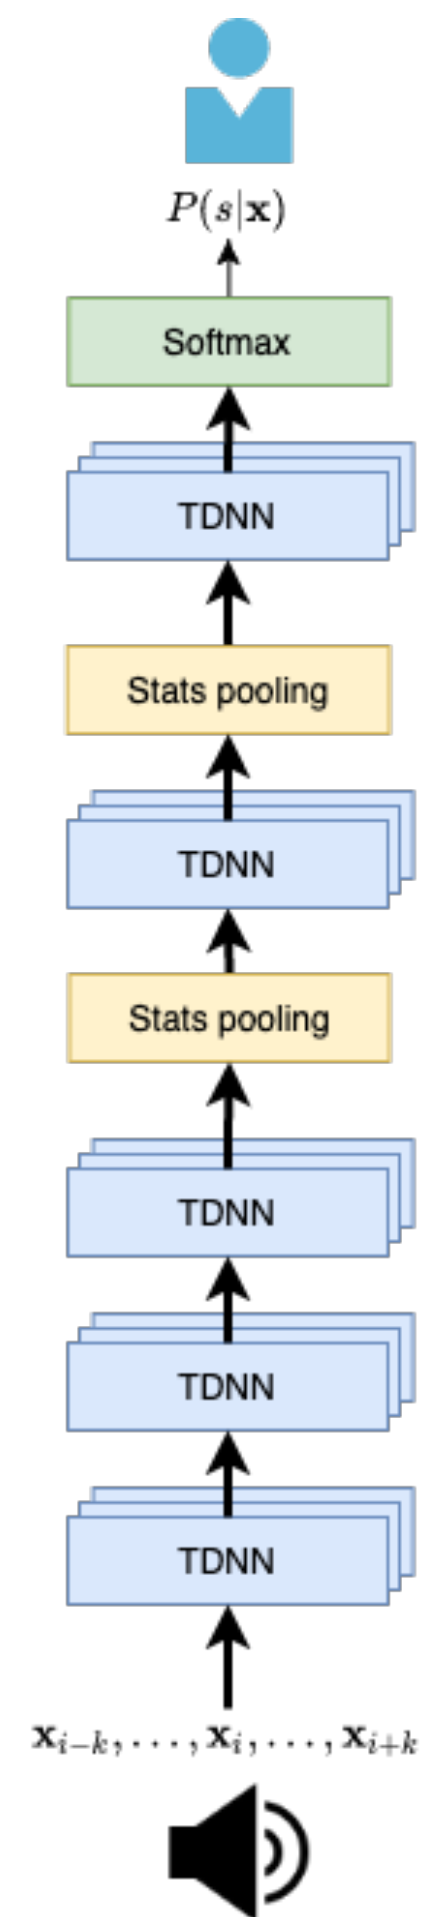 P(s|x)
Softmax
TDNN
Stats pooling
TDNN
Stats pooling
TDNN
TDNN
TDNN
x_{i-k}, ..., x_i, ..., x_{i+k}